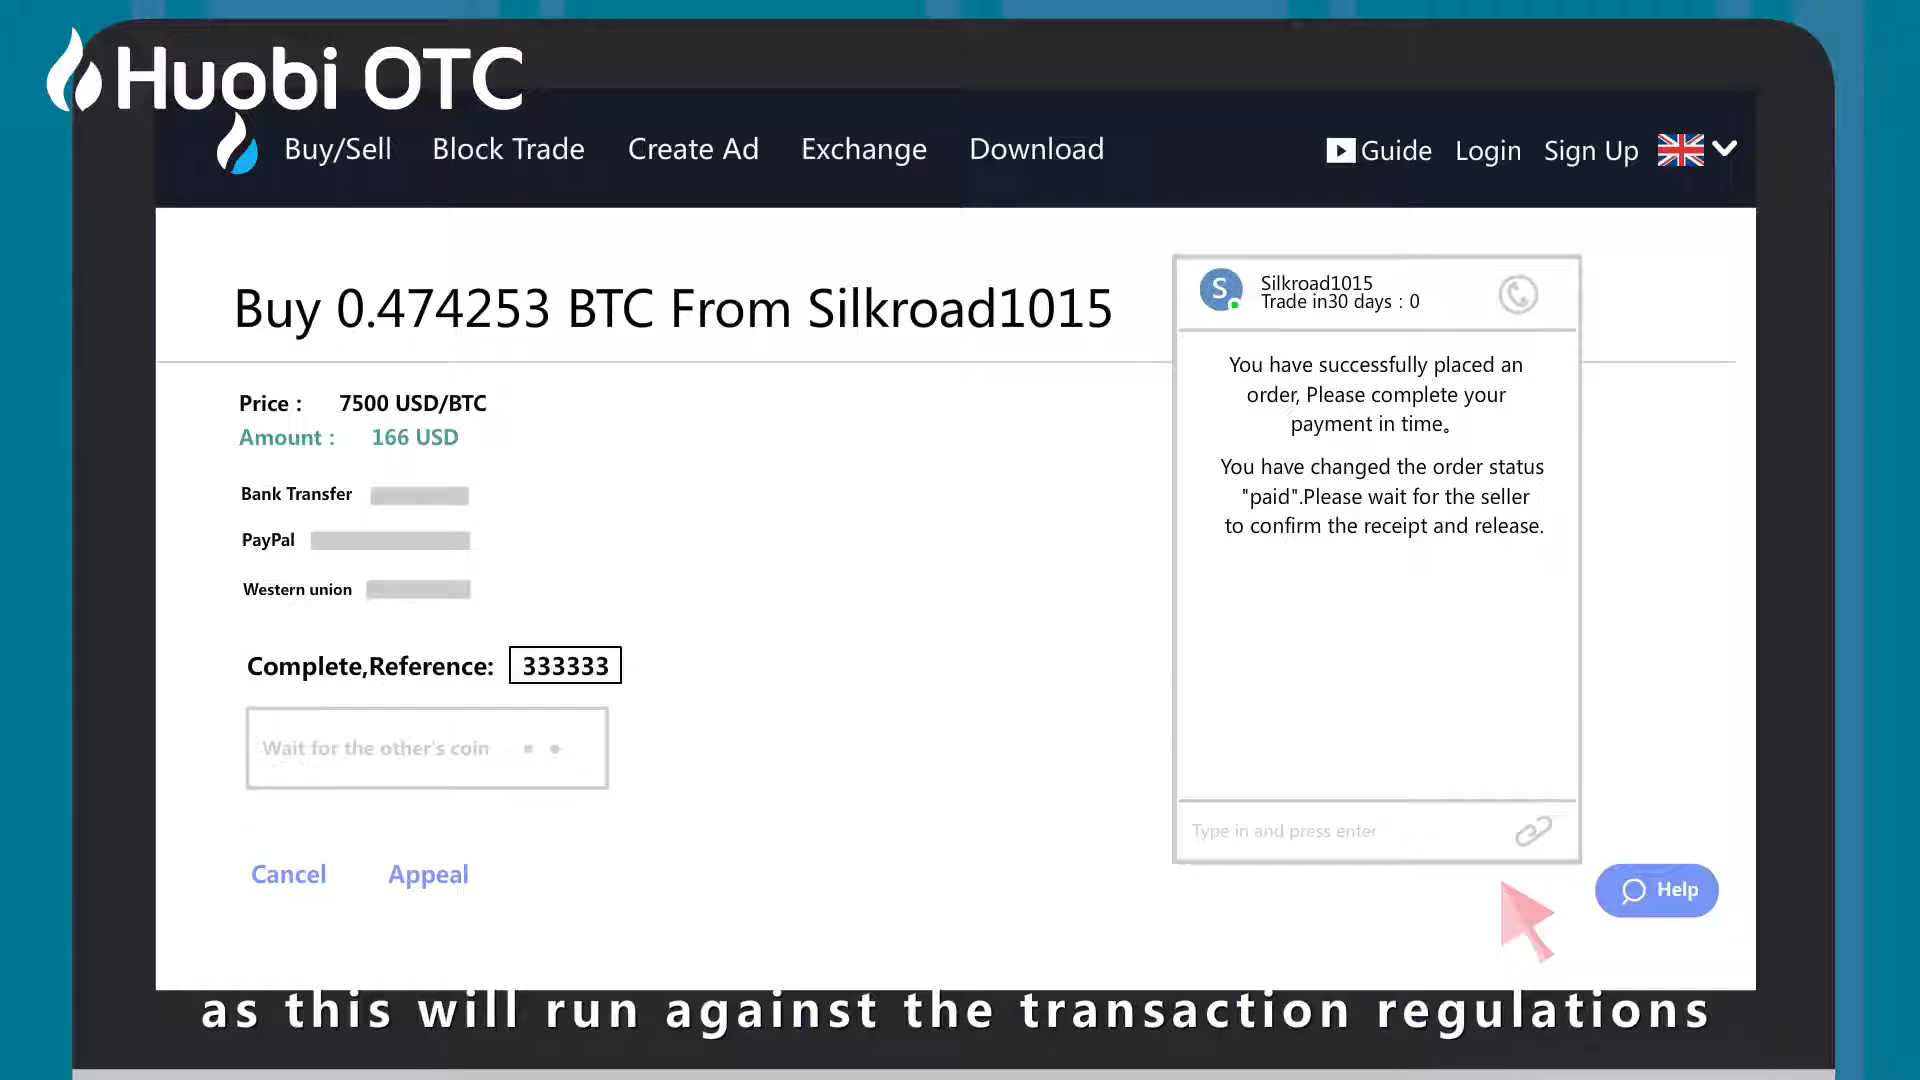 Huobi OTC
Buy/Sell Block Trade Create Ad Exchange Download Guide Login Sign Up
Buy 0.474253 BTC From Silkroad1015
Price : 7500 USD/BTC
Amount : 166 USD
Bank Transfer
PayPal
Western union
Complete,Reference: 333333
Wait for the other's coin
Cancel Appeal
S
Silkroad1015
Trade in30 days : 0
You have successfully placed an
order, Please complete your
payment in time。
You have changed the order status
"paid".Please wait for the seller
to confirm the receipt and release.
Type in and press enter
Help
as this will run against the transaction regulations